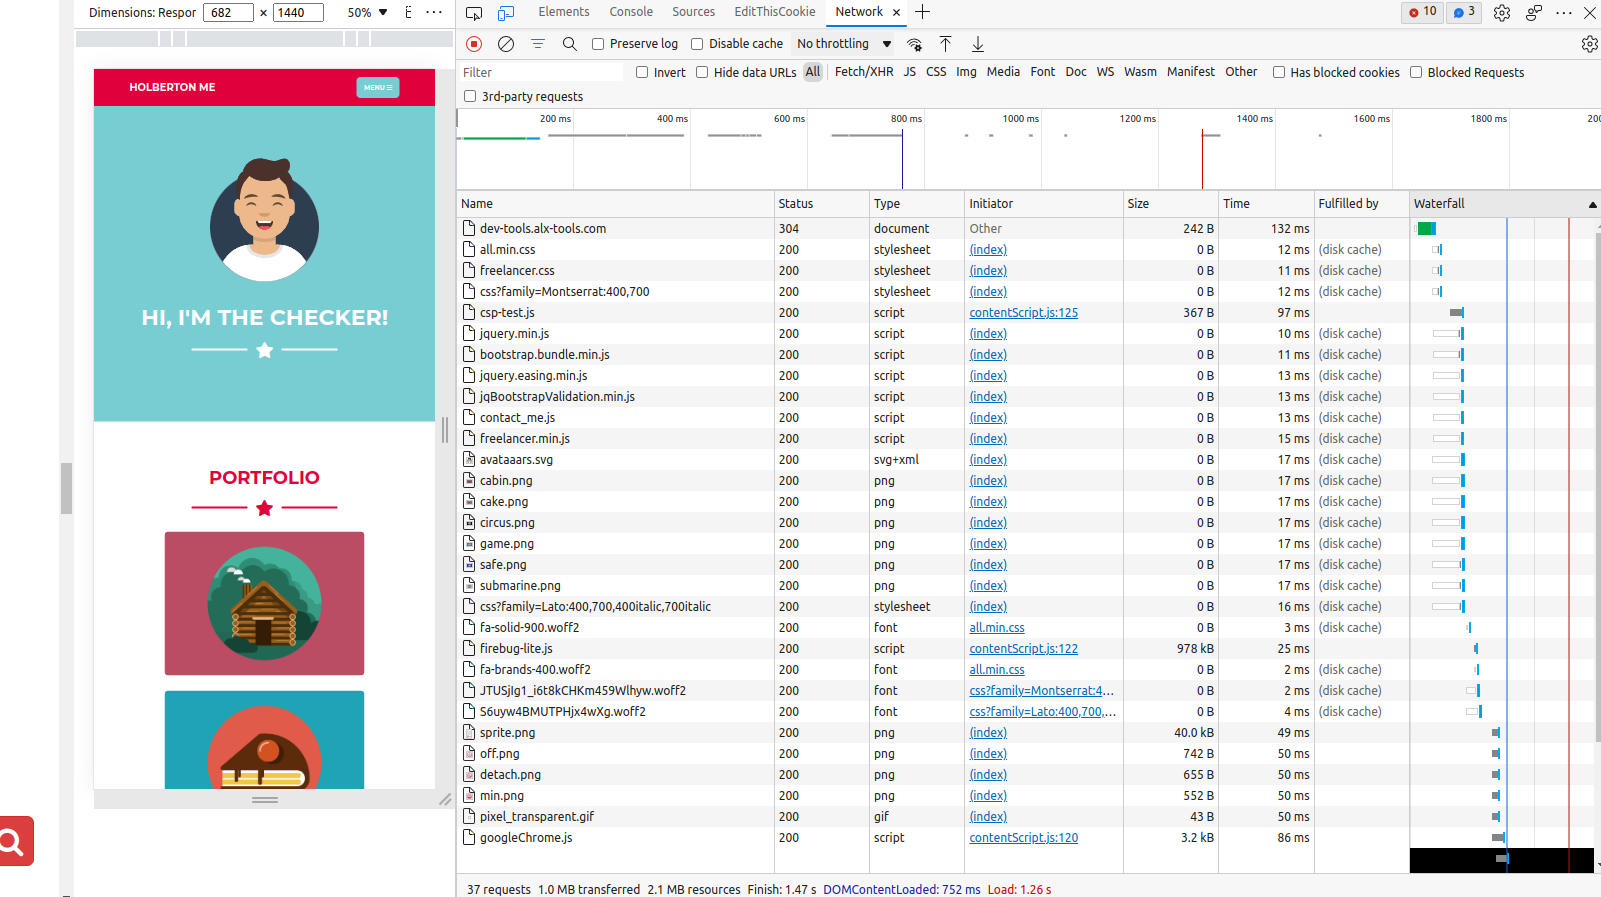 Dimensions: Respor 682 × 1440 50% ▼
Elements Console Sources EditThisCookie Network × 10 3
Preserve log Disable cache No throttling ▼
Filter Invert Hide data URLs All Fetch/XHR JS CSS Img Media Font Doc WS Wasm Manifest Other Has blocked cookies Blocked Requests
3rd-party requests
200 ms 400 ms 600 ms 800 ms 1000 ms 1200 ms 1400 ms 1600 ms 1800 ms 200
HOLBERTON ME MENU
HI, I'M THE CHECKER!
PORTFOLIO
Name Status Type Initiator Size Time Fulfilled by Waterfall
dev-tools.alx-tools.com 304 document Other 242 B 132 ms
all.min.css 200 stylesheet (index) 0 B 12 ms (disk cache)
freelancer.css 200 stylesheet (index) 0 B 11 ms (disk cache)
css?family=Montserrat:400,700 200 stylesheet (index) 0 B 12 ms (disk cache)
csp-test.js 200 script contentScript.js:125 367 B 97 ms
jquery.min.js 200 script (index) 0 B 10 ms (disk cache)
bootstrap.bundle.min.js 200 script (index) 0 B 11 ms (disk cache)
jquery.easing.min.js 200 script (index) 0 B 13 ms (disk cache)
jqBootstrapValidation.min.js 200 script (index) 0 B 13 ms (disk cache)
contact_me.js 200 script (index) 0 B 13 ms (disk cache)
freelancer.min.js 200 script (index) 0 B 15 ms (disk cache)
avataaars.svg 200 svg+xml (index) 0 B 17 ms (disk cache)
cabin.png 200 png (index) 0 B 17 ms (disk cache)
cake.png 200 png (index) 0 B 17 ms (disk cache)
circus.png 200 png (index) 0 B 17 ms (disk cache)
game.png 200 png (index) 0 B 17 ms (disk cache)
safe.png 200 png (index) 0 B 17 ms (disk cache)
submarine.png 200 png (index) 0 B 17 ms (disk cache)
css?family=Lato:400,700,400italic,700italic 200 stylesheet (index) 0 B 16 ms (disk cache)
fa-solid-900.woff2 200 font all.min.css 0 B 3 ms (disk cache)
firebug-lite.js 200 script contentScript.js:122 978 kB 25 ms
fa-brands-400.woff2 200 font all.min.css 0 B 2 ms (disk cache)
JTUSjIg1_i6t8kCHKm459Wlhyw.woff2 200 font css?family=Montserrat:4... 0 B 2 ms (disk cache)
S6uyw4BMUTPHjx4wXg.woff2 200 font css?family=Lato:400,700,... 0 B 4 ms (disk cache)
sprite.png 200 png (index) 40.0 kB 49 ms
off.png 200 png (index) 742 B 50 ms
detach.png 200 png (index) 655 B 50 ms
min.png 200 png (index) 552 B 50 ms
pixel_transparent.gif 200 gif (index) 43 B 50 ms
googleChrome.js 200 script contentScript.js:120 3.2 kB 86 ms
37 requests 1.0 MB transferred 2.1 MB resources Finish: 1.47 s DOMContentLoaded: 752 ms Load: 1.26 s